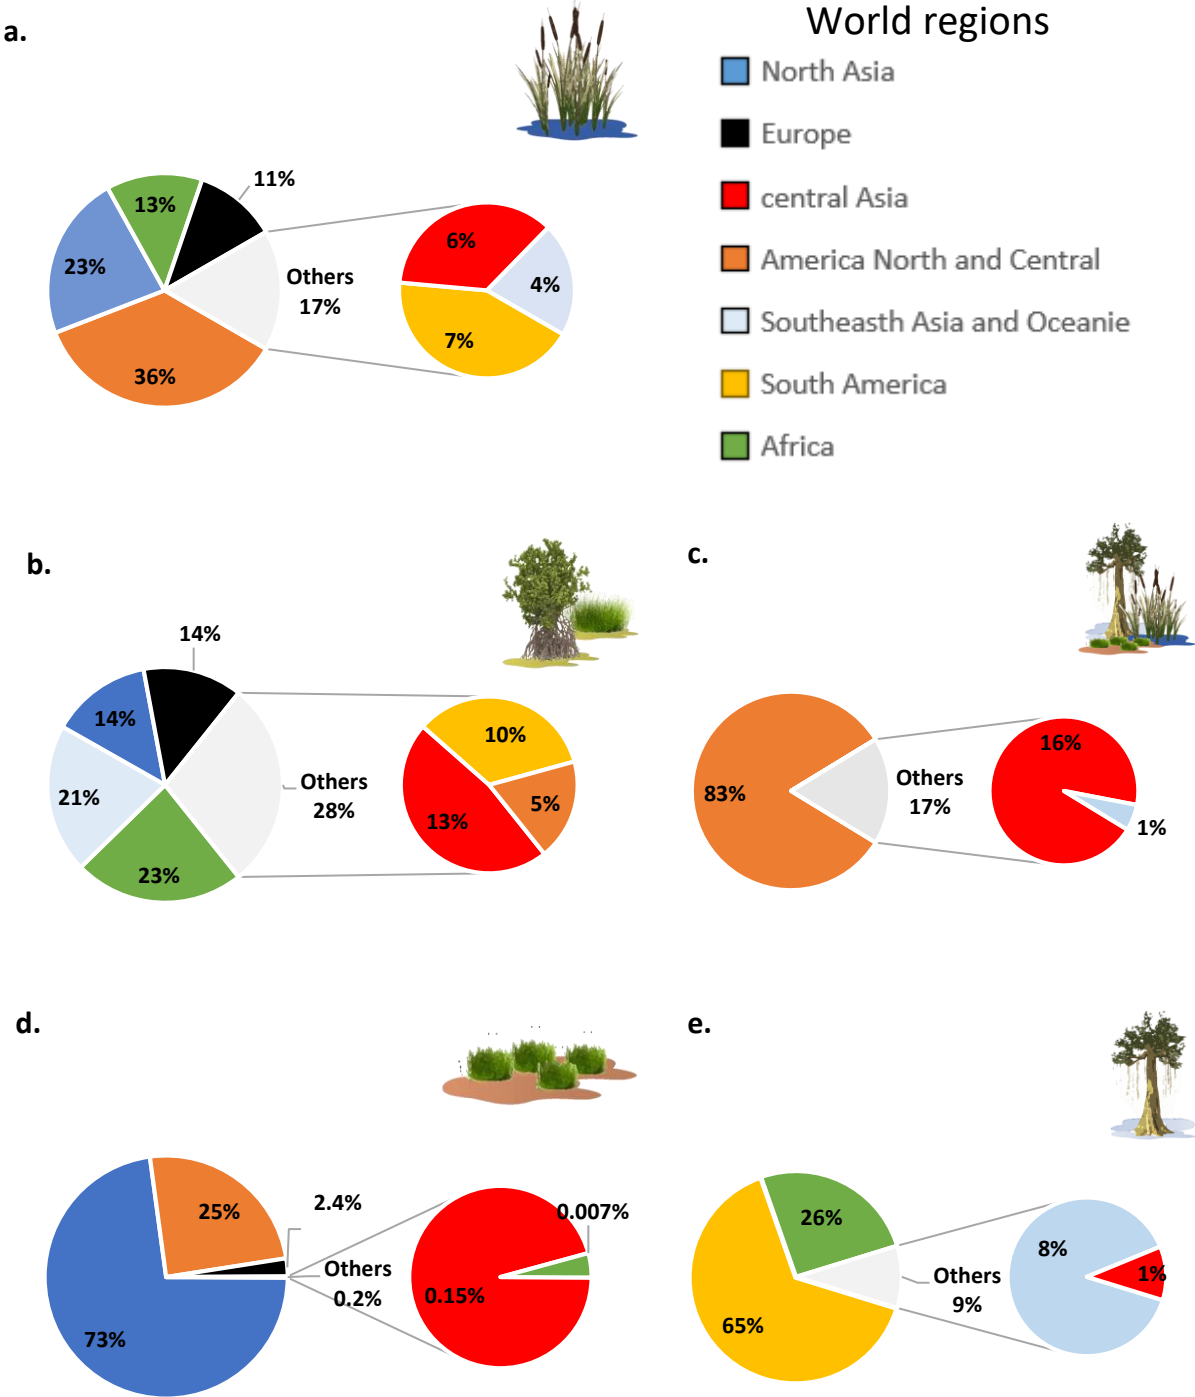 a.
World regions
North Asia
Europe
central Asia
America North and Central
Southeasth Asia and Oceanie
South America
Africa
11%
13%
23%
Others
17%
36%
6%
4%
7%
b.
14%
14%
21%
Others
28%
23%
10%
5%
13%
c.
83%
Others
17%
16%
1%
d.
25%
2.4%
Others
0.2%
73%
0.007%
0.15%
e.
26%
65%
Others
9%
8%
1%